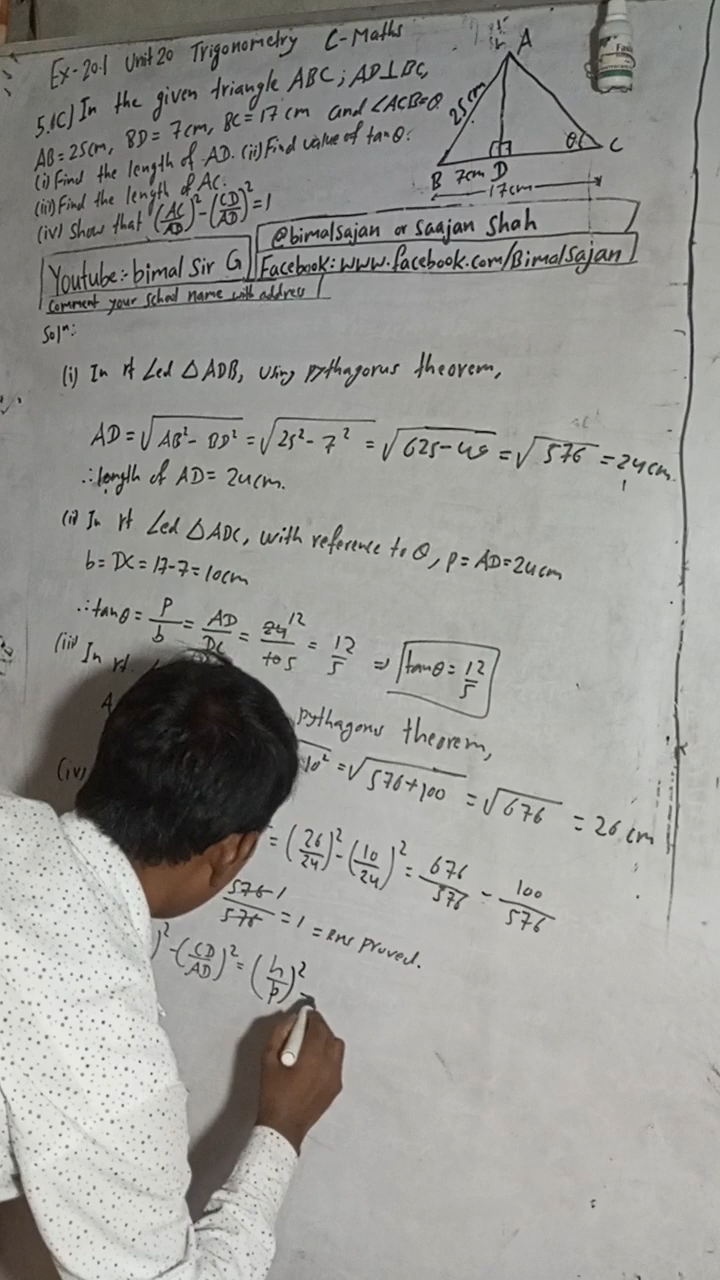 Ex-20.1 Unit 20 Trigonometry C-Maths
5.(C) In the given triangle ABC; AD⊥BC,
AB=25cm, BD=7cm, BC=17cm and ∠ACB=θ
(i) Find the length of AD. (ii) Find value of tanθ.
(iii) Find the length of AC.
(iv) Show that (AC/AD)²-(CD/AD)²=1
A
25cm
θ
B 7cm D C
17cm
@bimalsajan or Saajan Shah
Youtube:- bimal Sir G
Facebook: www.facebook.com/BimalSajan
Comment your school name with address
Solⁿ:
(i) In rt ∠ed △ADB, Using pythagorus theorem,
AD=√AB²-BD² = √25²-7² = √625-49 = √576 = 24cm.
∴length of AD= 24cm.
(ii) In rt ∠ed △ADC, with reference to θ, p=AD=24cm
b=DC=17-7=10cm
∴tanθ= P/b = AD/DC = 24 12/10 5 = 12/5 ⇒ tanθ=12/5
(iii) In rt. pythagorus theorem,
10² =√576+100 =√676 = 26 cm
(iv) =(26/24)²-(10/24)²=676/576 - 100/576
576 1/576 =1 = RHS proved.
)²-(CD/AD)²=(h/p)²-